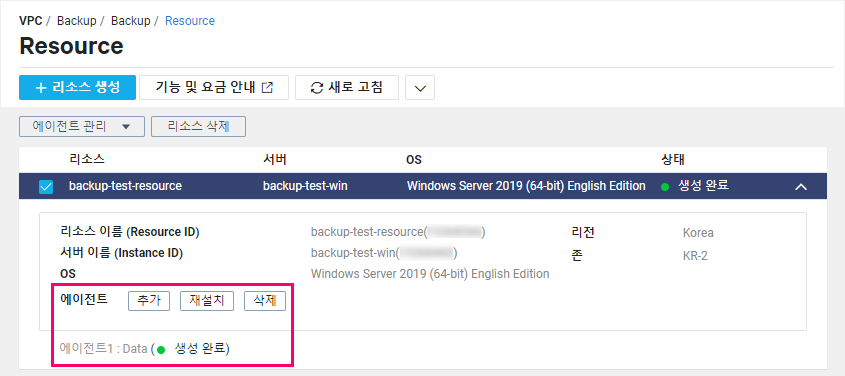 VPC / Backup / Backup / Resource
Resource
+ 리소스 생성 기능 및 요금 안내 새로 고침
에이전트 관리 리소스 삭제
리소스 서버 OS 상태
backup-test-resource backup-test-win Windows Server 2019 (64-bit) English Edition 생성 완료
리소스 이름 (Resource ID) backup-test-resource( ) 리전 Korea
서버 이름 (Instance ID) backup-test-win( ) 존 KR-2
OS Windows Server 2019 (64-bit) English Edition
에이전트 추가 재설치 삭제
에이전트1 : Data ( 생성 완료)